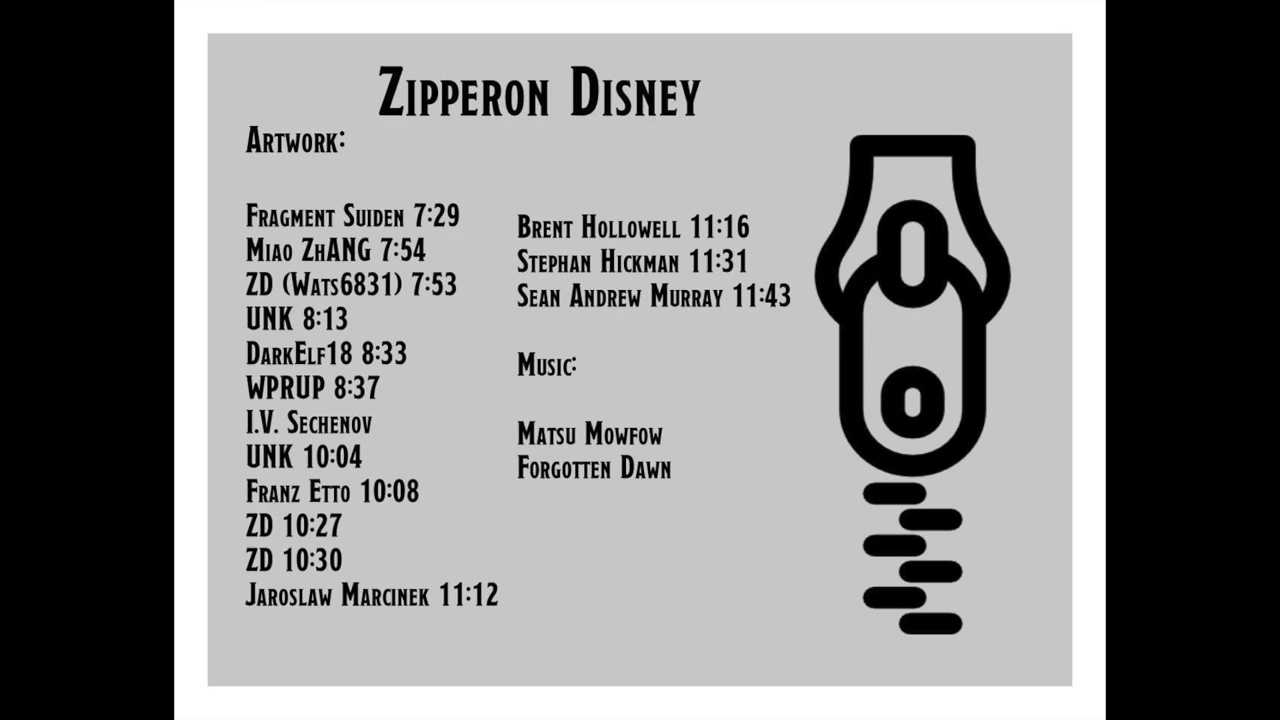 Zipperon Disney
Artwork:
Fragment Suiden 7:29
Miao ZhANG 7:54
ZD (Wats6831) 7:53
UNK 8:13
DarkElf18 8:33
WPRUP 8:37
I.V. Sechenov
UNK 10:04
Franz Etto 10:08
ZD 10:27
ZD 10:30
Jaroslaw Marcinek 11:12
Brent Hollowell 11:16
Stephan Hickman 11:31
Sean Andrew Murray 11:43
Music:
Matsu Mowfow
Forgotten Dawn